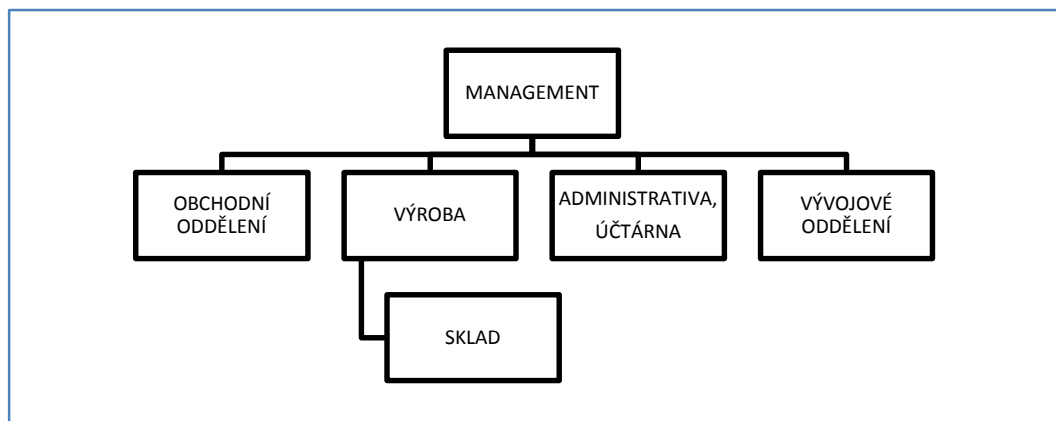 MANAGEMENT
OBCHODNÍ
ODDĚLENÍ
VÝROBA
ADMINISTRATIVA,
ÚČTÁRNA
VÝVOJOVÉ
ODDĚLENÍ
SKLAD